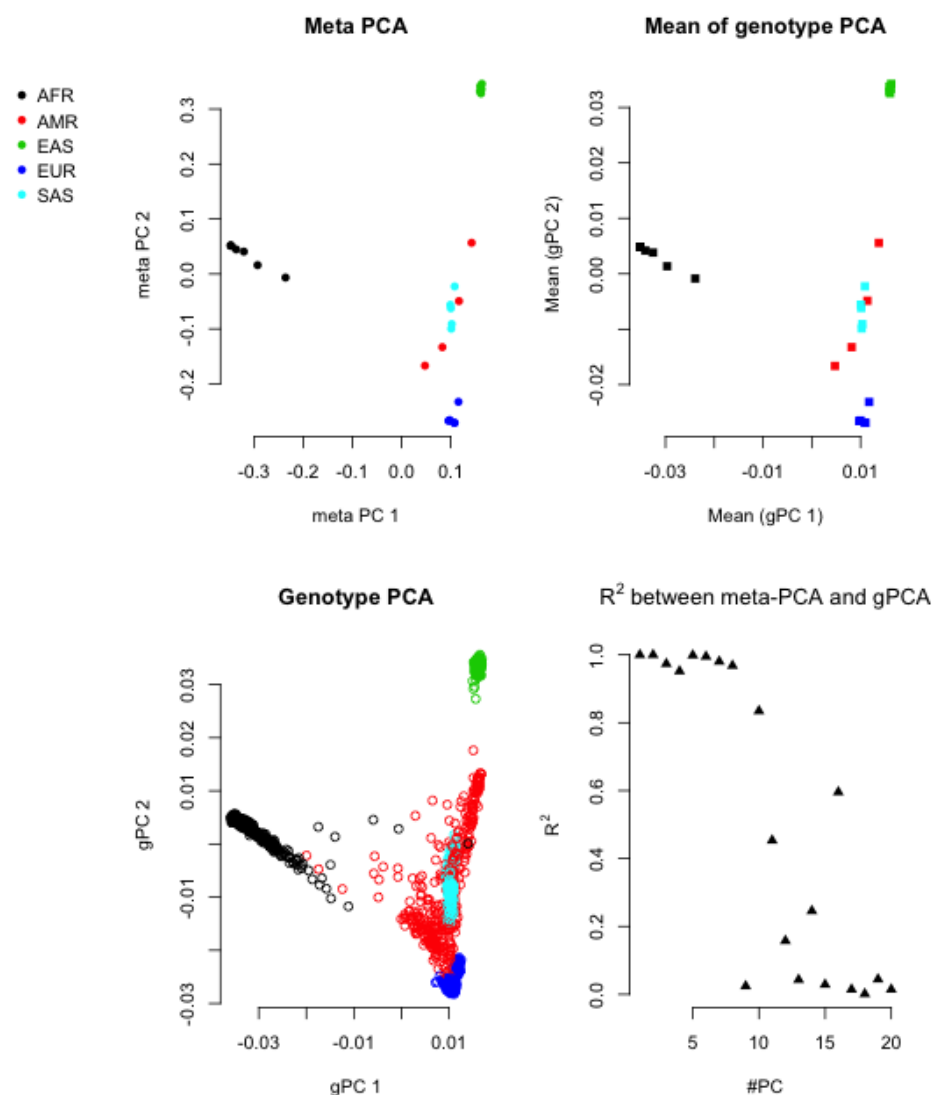 Meta PCA
AFR
AMR
EAS
EUR
SAS
meta PC 2
0.3
0.1
0.0
-0.1
-0.2
-0.3 -0.2 -0.1 0.0 0.1
meta PC 1
Mean of genotype PCA
Mean (gPC 2)
0.03
0.02
0.01
0.00
-0.02
-0.03 -0.01 0.01
Mean (gPC 1)
Genotype PCA
gPC 2
0.03
0.02
0.01
-0.01
-0.03
-0.03 -0.01 0.01
gPC 1
R² between meta-PCA and gPCA
R²
1.0
0.8
0.6
0.4
0.2
0.0
5 10 15 20
#PC